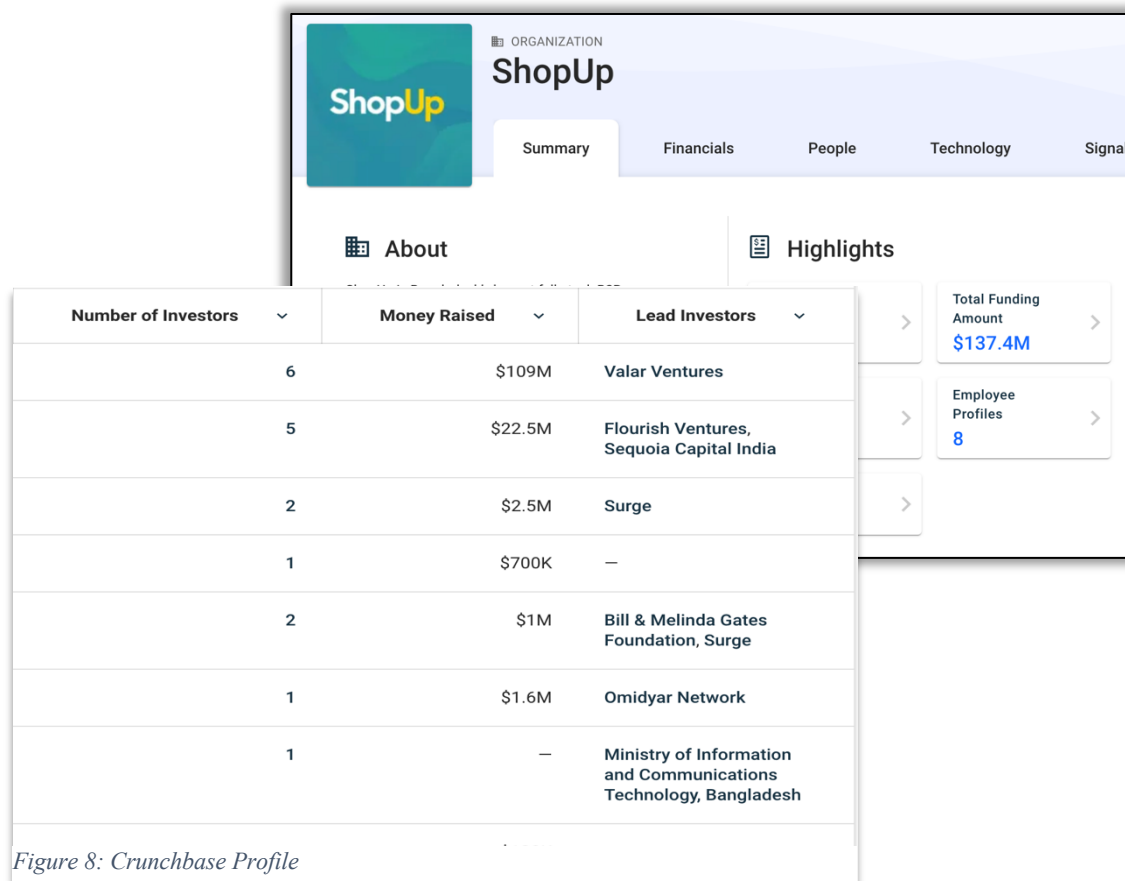 ORGANIZATION
ShopUp
ShopUp
Summary Financials People Technology
About
Highlights
Total Funding
Amount
$137.4M
Employee
Profiles
8
Number of Investors Money Raised Lead Investors
6 $109M Valar Ventures
5 $22.5M Flourish Ventures,
Sequoia Capital India
2 $2.5M Surge
1 $700K —
2 $1M Bill & Melinda Gates
Foundation, Surge
1 $1.6M Omidyar Network
1 — Ministry of Information
and Communications
Technology, Bangladesh
Figure 8: Crunchbase Profile